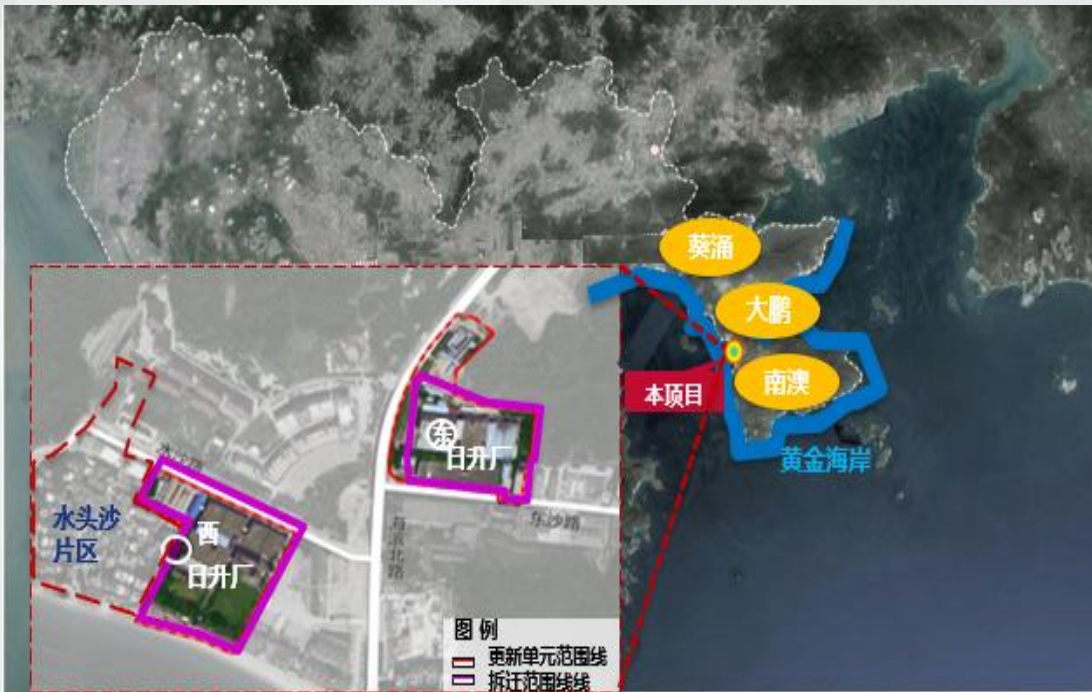 葵涌
大鹏
南澳
本项目
黄金海岸
东
日升厂
水头沙
片区
西
日升厂
东沙路
海滨北路
图 例
更新单元范围线
拆迁范围线线